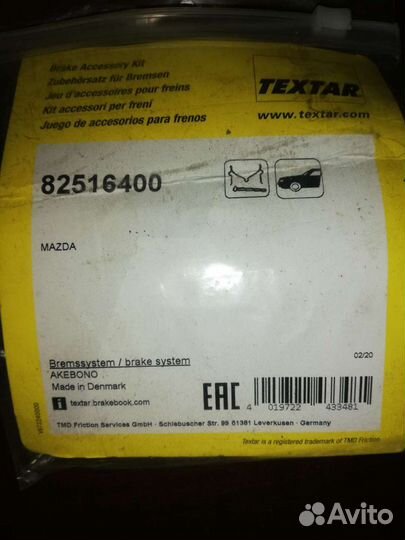 Brake Accessory Kit
Zubehörsatz für Bremsen
Jeu d'accessoires pour freins
Kit accessori per freni
Juego de accesorios para frenos
TEXTAR
www.textar.com
82516400
MAZDA
02/20
Bremssystem / brake system
AKEBONO
Made in Denmark
i textar.brakebook.com
EAC
4 019722 433481
TMD Friction Services GmbH - Schlebuscher Str. 99 51381 Leverkusen - Germany
Textar is a registered trademark of TMD Friction.
Avito